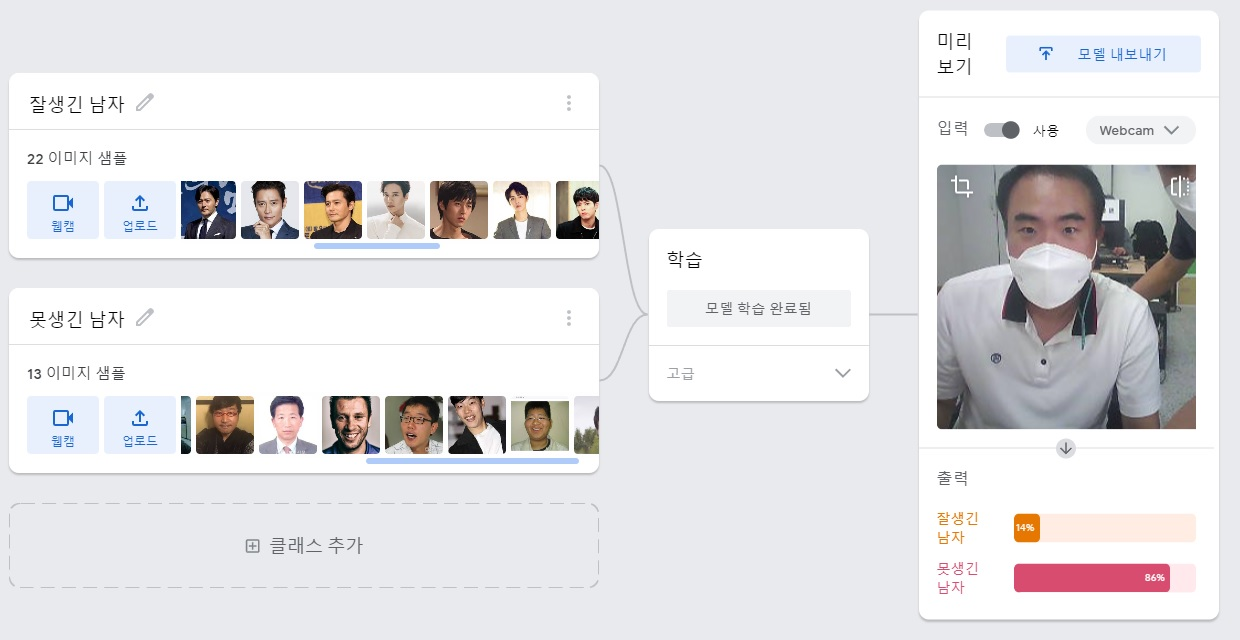 잘생긴 남자
22 이미지 샘플
웹캠
업로드
못생긴 남자
13 이미지 샘플
웹캠
업로드
클래스 추가
학습
모델 학습 완료됨
고급
미리
보기
모델 내보내기
입력
사용
Webcam
출력
잘생긴
남자
14%
못생긴
남자
86%